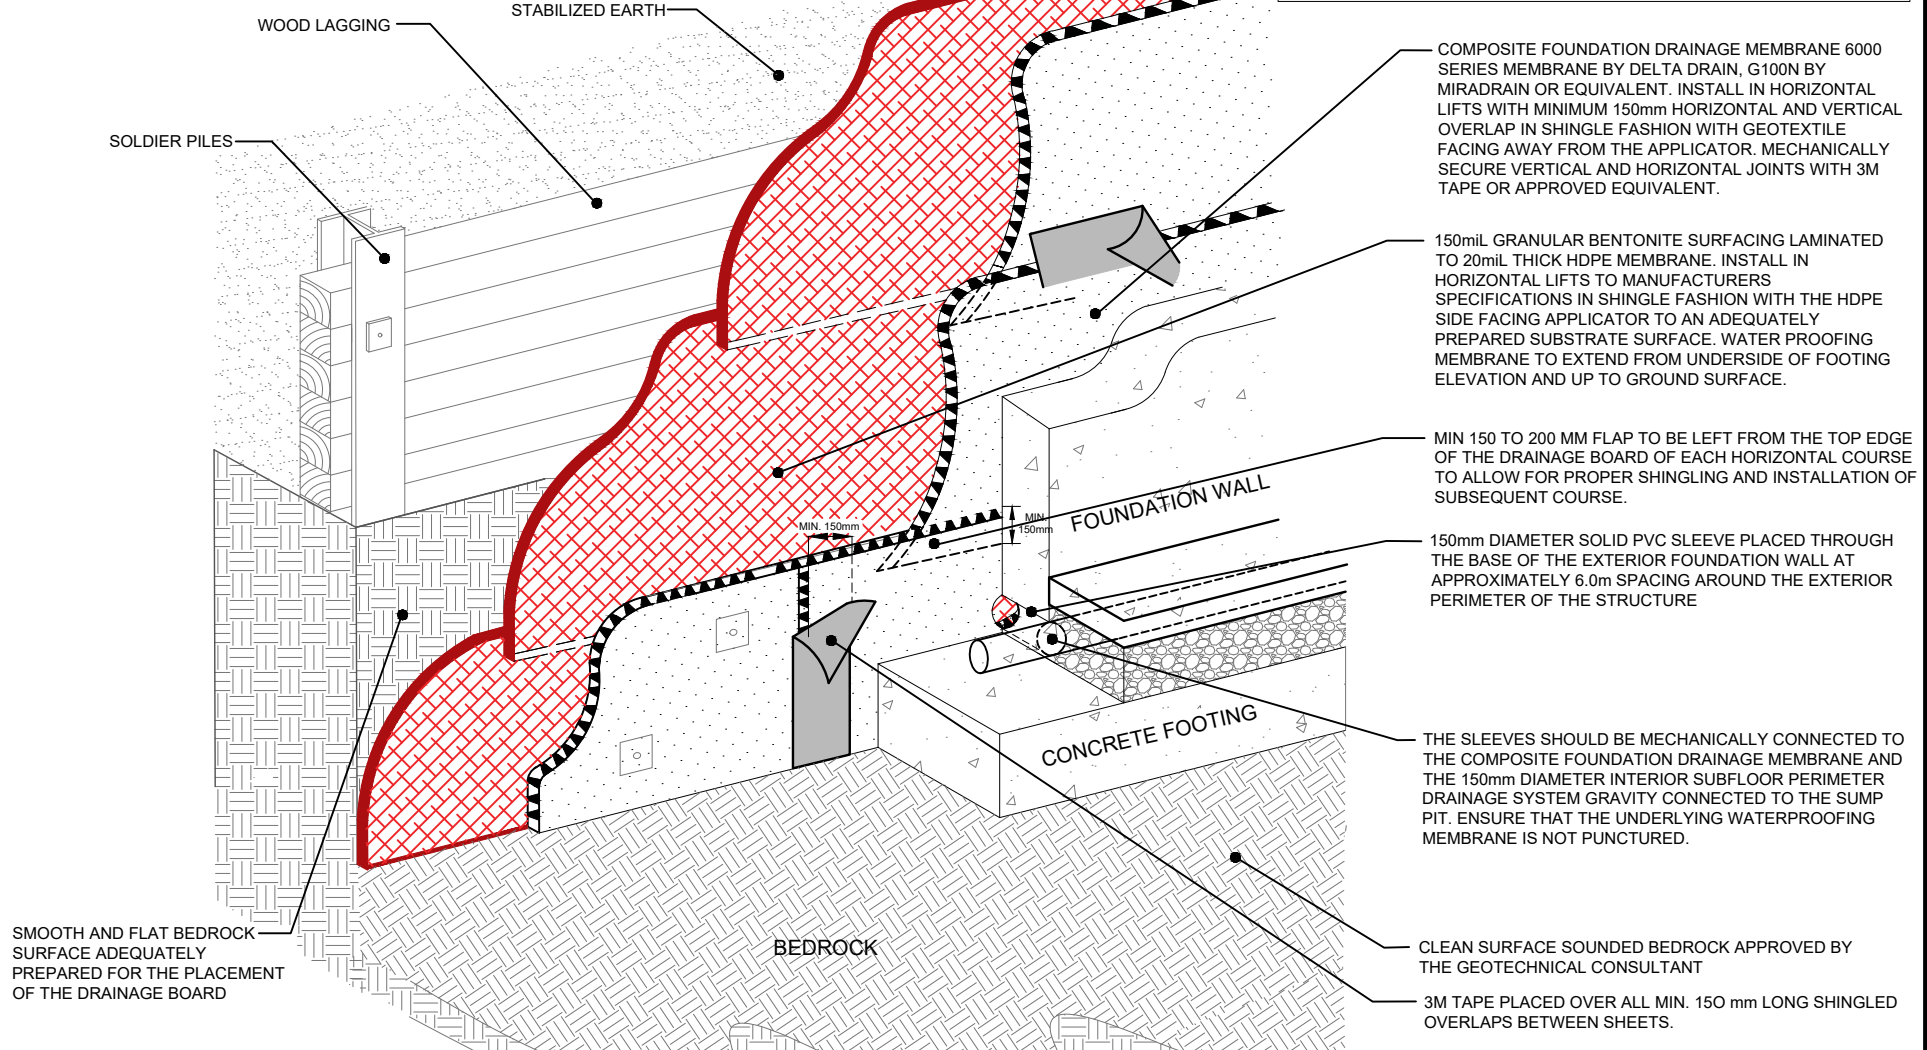 STABILIZED EARTH
WOOD LAGGING
SOLDIER PILES
COMPOSITE FOUNDATION DRAINAGE MEMBRANE 6000
SERIES MEMBRANE BY DELTA DRAIN, G100N BY
MIRADRAIN OR EQUIVALENT. INSTALL IN HORIZONTAL
LIFTS WITH MINIMUM 150mm HORIZONTAL AND VERTICAL
OVERLAP IN SHINGLE FASHION WITH GEOTEXTILE
FACING AWAY FROM THE APPLICATOR. MECHANICALLY
SECURE VERTICAL AND HORIZONTAL JOINTS WITH 3M
TAPE OR APPROVED EQUIVALENT.
150miL GRANULAR BENTONITE SURFACING LAMINATED
TO 20miL THICK HDPE MEMBRANE. INSTALL IN
HORIZONTAL LIFTS TO MANUFACTURERS
SPECIFICATIONS IN SHINGLE FASHION WITH THE HDPE
SIDE FACING APPLICATOR TO AN ADEQUATELY
PREPARED SUBSTRATE SURFACE. WATER PROOFING
MEMBRANE TO EXTEND FROM UNDERSIDE OF FOOTING
ELEVATION AND UP TO GROUND SURFACE.
MIN 150 TO 200 MM FLAP TO BE LEFT FROM THE TOP EDGE
OF THE DRAINAGE BOARD OF EACH HORIZONTAL COURSE
TO ALLOW FOR PROPER SHINGLING AND INSTALLATION OF
SUBSEQUENT COURSE.
FOUNDATION WALL
MIN. 150mm
MIN.
150mm
150mm DIAMETER SOLID PVC SLEEVE PLACED THROUGH
THE BASE OF THE EXTERIOR FOUNDATION WALL AT
APPROXIMATELY 6.0m SPACING AROUND THE EXTERIOR
PERIMETER OF THE STRUCTURE
CONCRETE FOOTING
THE SLEEVES SHOULD BE MECHANICALLY CONNECTED TO
THE COMPOSITE FOUNDATION DRAINAGE MEMBRANE AND
THE 150mm DIAMETER INTERIOR SUBFLOOR PERIMETER
DRAINAGE SYSTEM GRAVITY CONNECTED TO THE SUMP
PIT. ENSURE THAT THE UNDERLYING WATERPROOFING
MEMBRANE IS NOT PUNCTURED.
SMOOTH AND FLAT BEDROCK
SURFACE ADEQUATELY
PREPARED FOR THE PLACEMENT
OF THE DRAINAGE BOARD
BEDROCK
CLEAN SURFACE SOUNDED BEDROCK APPROVED BY
THE GEOTECHNICAL CONSULTANT
3M TAPE PLACED OVER ALL MIN. 15O mm LONG SHINGLED
OVERLAPS BETWEEN SHEETS.